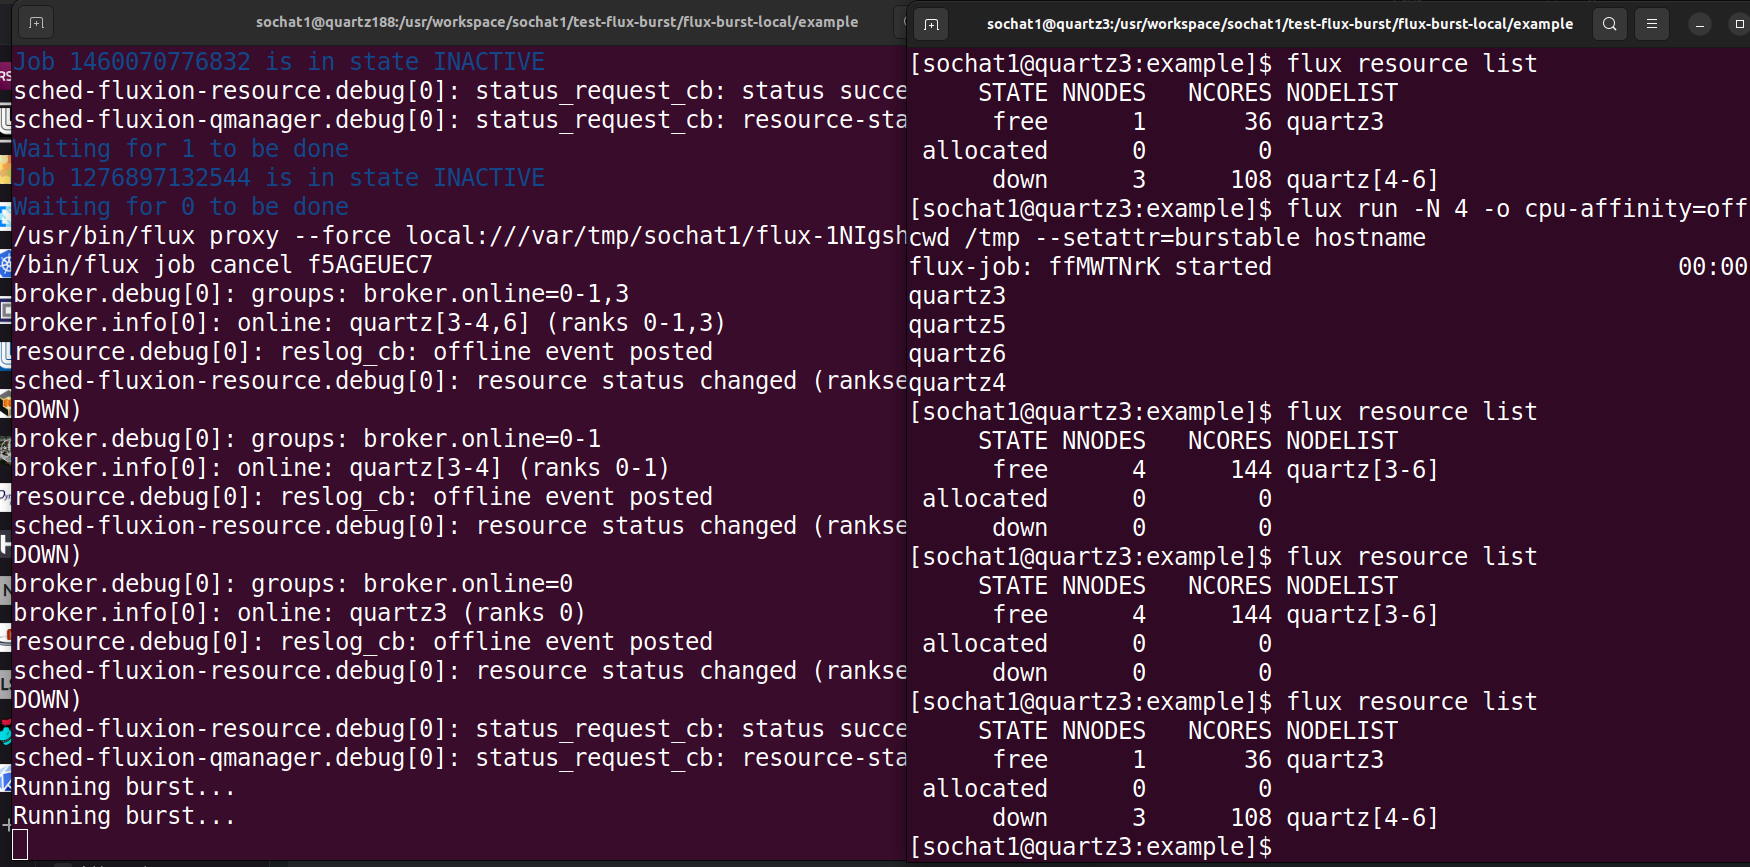 sochat1@quartz188:/usr/workspace/sochat1/test-flux-burst/flux-burst-local/example
Job 1460070776832 is in state INACTIVE
sched-fluxion-resource.debug[0]: status_request_cb: status succe
sched-fluxion-qmanager.debug[0]: status_request_cb: resource-sta
Waiting for 1 to be done
Job 1276897132544 is in state INACTIVE
Waiting for 0 to be done
/usr/bin/flux proxy --force local:///var/tmp/sochat1/flux-1NIgsh
/bin/flux job cancel f5AGEUEC7
broker.debug[0]: groups: broker.online=0-1,3
broker.info[0]: online: quartz[3-4,6] (ranks 0-1,3)
resource.debug[0]: reslog_cb: offline event posted
sched-fluxion-resource.debug[0]: resource status changed (rankse
DOWN)
broker.debug[0]: groups: broker.online=0-1
broker.info[0]: online: quartz[3-4] (ranks 0-1)
resource.debug[0]: reslog_cb: offline event posted
sched-fluxion-resource.debug[0]: resource status changed (rankse
DOWN)
broker.debug[0]: groups: broker.online=0
broker.info[0]: online: quartz3 (ranks 0)
resource.debug[0]: reslog_cb: offline event posted
sched-fluxion-resource.debug[0]: resource status changed (rankse
DOWN)
sched-fluxion-resource.debug[0]: status_request_cb: status succe
sched-fluxion-qmanager.debug[0]: status_request_cb: resource-sta
Running burst...
Running burst...
sochat1@quartz3:/usr/workspace/sochat1/test-flux-burst/flux-burst-local/example
[sochat1@quartz3:example]$ flux resource list
STATE NNODES NCORES NODELIST
free 1 36 quartz3
allocated 0 0
down 3 108 quartz[4-6]
[sochat1@quartz3:example]$ flux run -N 4 -o cpu-affinity=off
cwd /tmp --setattr=burstable hostname
flux-job: ffMWTNrK started 00:00
quartz3
quartz5
quartz6
quartz4
[sochat1@quartz3:example]$ flux resource list
STATE NNODES NCORES NODELIST
free 4 144 quartz[3-6]
allocated 0 0
down 0 0
[sochat1@quartz3:example]$ flux resource list
STATE NNODES NCORES NODELIST
free 4 144 quartz[3-6]
allocated 0 0
down 0 0
[sochat1@quartz3:example]$ flux resource list
STATE NNODES NCORES NODELIST
free 1 36 quartz3
allocated 0 0
down 3 108 quartz[4-6]
[sochat1@quartz3:example]$